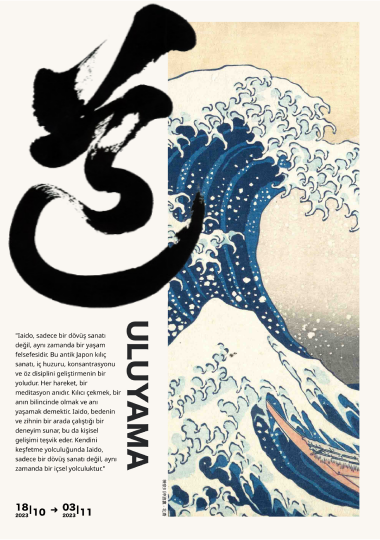 道
"Iaido, sadece bir dövüş sanatı
değil, aynı zamanda bir yaşam
felsefesidir. Bu antik Japon kılıç
sanatı, iç huzuru, konsantrasyonu
ve öz disiplini geliştirmenin bir
yoludur. Her hareket, bir
meditasyon anıdır. Kılıcı çekmek, bir
anın bilincinde olmak ve anı
yaşamak demektir. Iaido, bedenin
ve zihnin bir arada çalıştığı bir
deneyim sunar, bu da kişisel
gelişimi teşvik eder. Kendini
keşfetme yolculuğunda Iaido,
sadece bir dövüş sanatı değil, aynı
zamanda bir içsel yolculuktur."
ULUYAMA
18|10 → 03|11
2023 2023